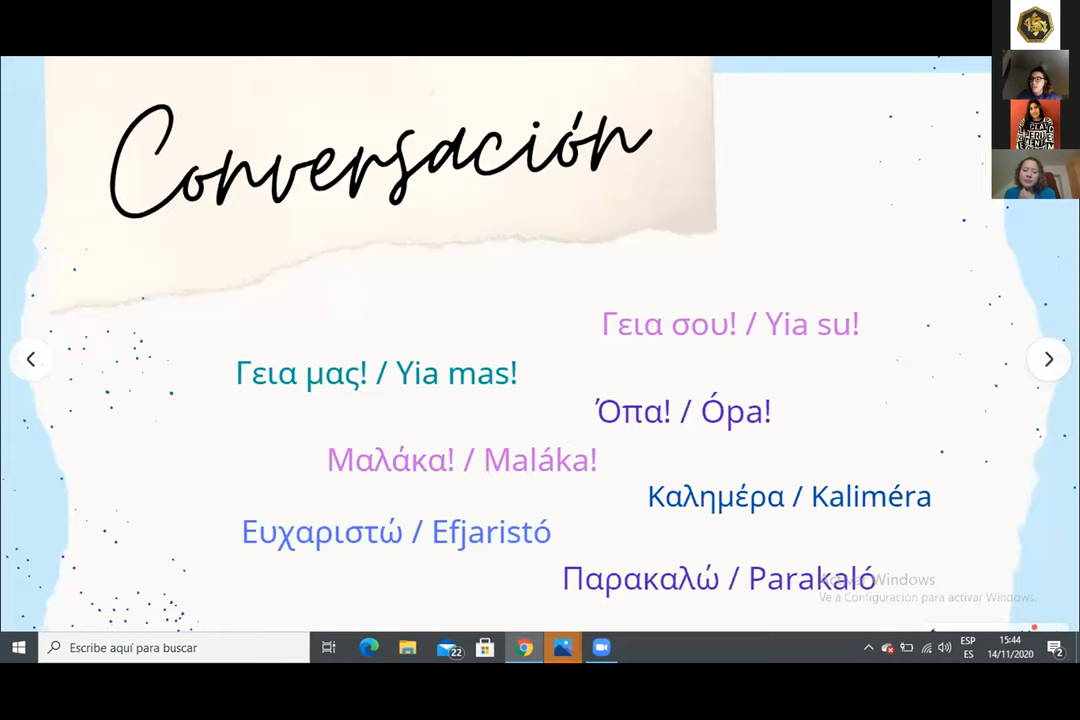 Conversación
Γεια σου! / Yia su!
Γεια μας! / Yia mas!
Όπα! / Ópa!
Μαλάκα! / Maláka!
Καλημέρα / Kaliméra
Ευχαριστώ / Efjaristó
Παρακαλώ / Parakaló
Activar Windows
Ve a Configuración para activar Windows.
Escribe aquí para buscar
22
ESP
ES
15:44
14/11/2020
2